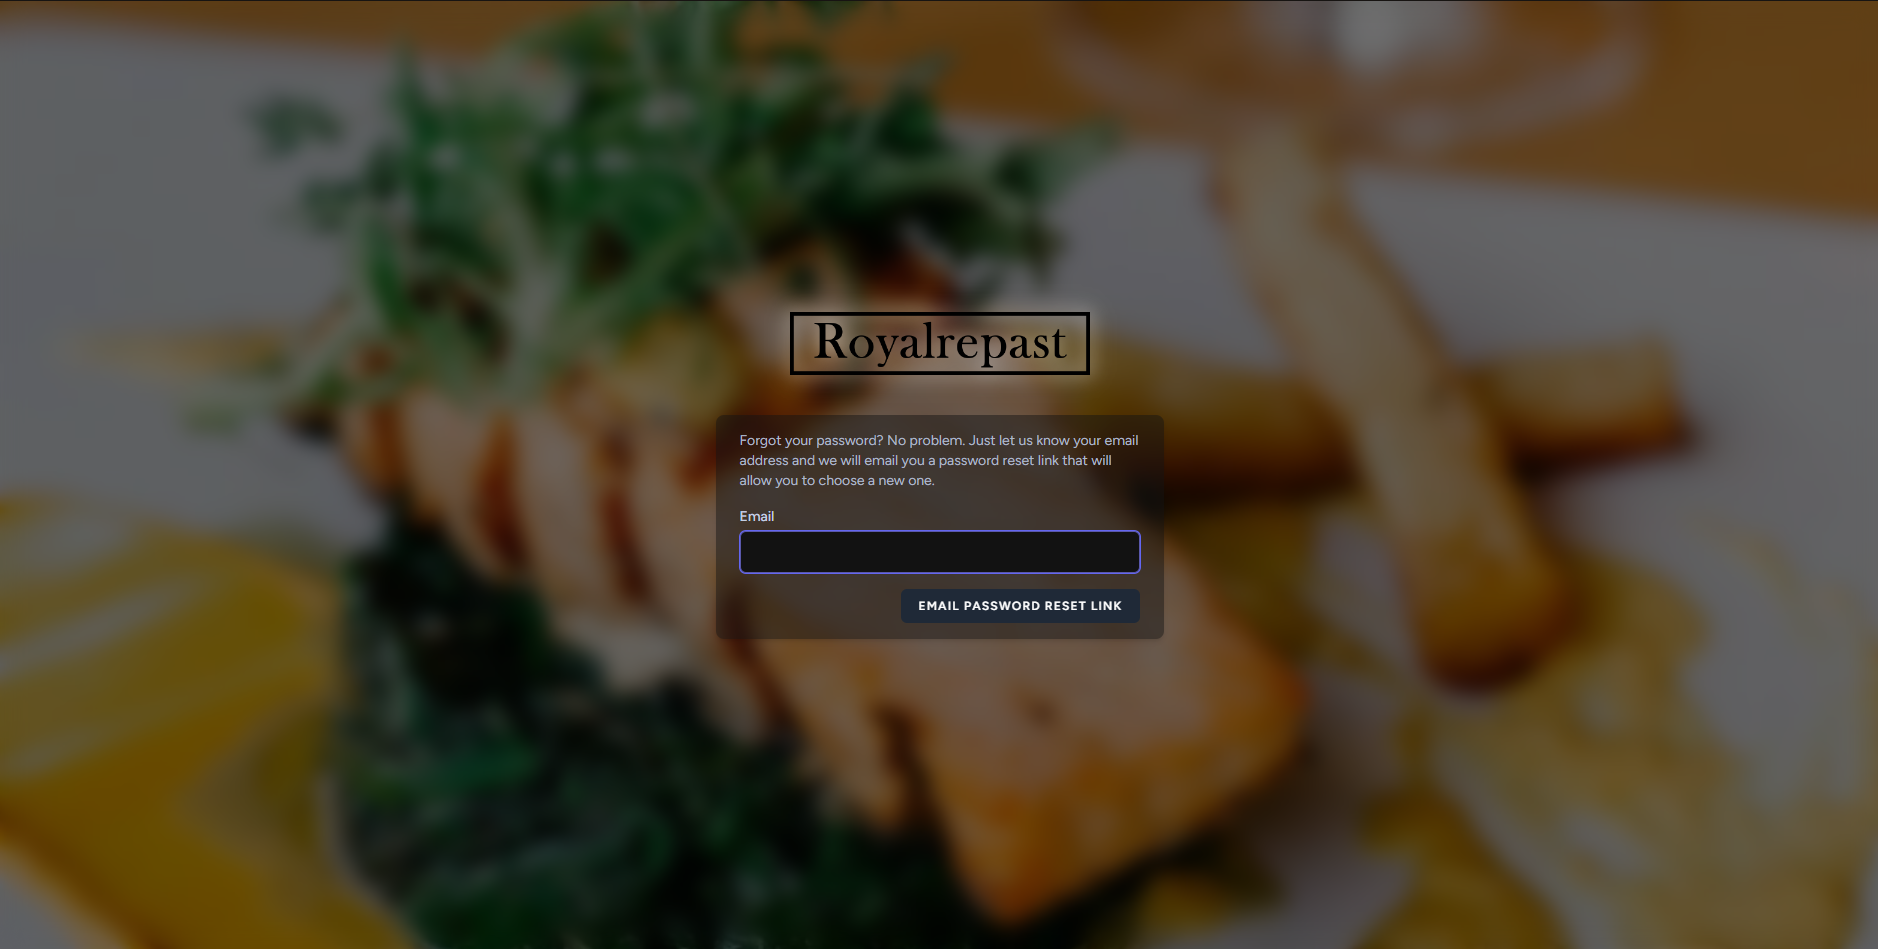 Royalrepast
Forgot your password? No problem. Just let us know your email
address and we will email you a password reset link that will
allow you to choose a new one.
Email
EMAIL PASSWORD RESET LINK